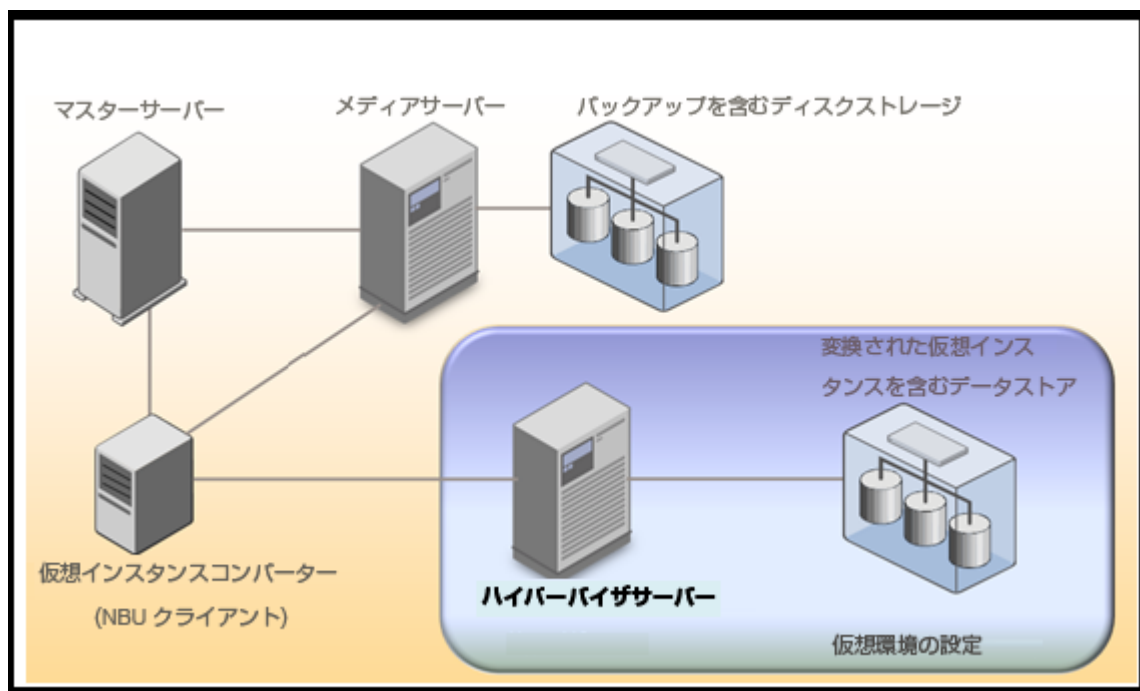 マスターサーバー
メディアサーバー
バックアップを含むディスクストレージ
変換された仮想インス
タンスを含むデータストア
仮想インスタンスコンバーター
(NBU クライアント)
ハイパーバイザサーバー
仮想環境の設定